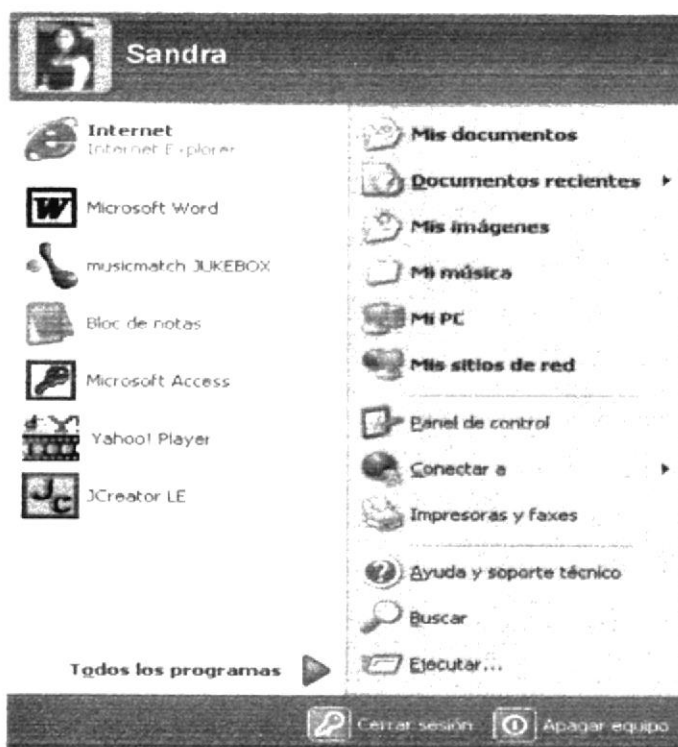 Sandra
Internet
Internet Explorer
Microsoft Word
musicmatch JUKEBOX
Bloc de notas
Microsoft Access
Yahoo! Player
JCreator LE
Todos los programas
Mis documentos
Documentos recientes
Mis imágenes
Mi música
Mi PC
Mis sitios de red
Panel de control
Conectar a
Impresoras y faxes
Ayuda y soporte técnico
Buscar
Ejecutar...
Cerrar sesión
Apagar equipo